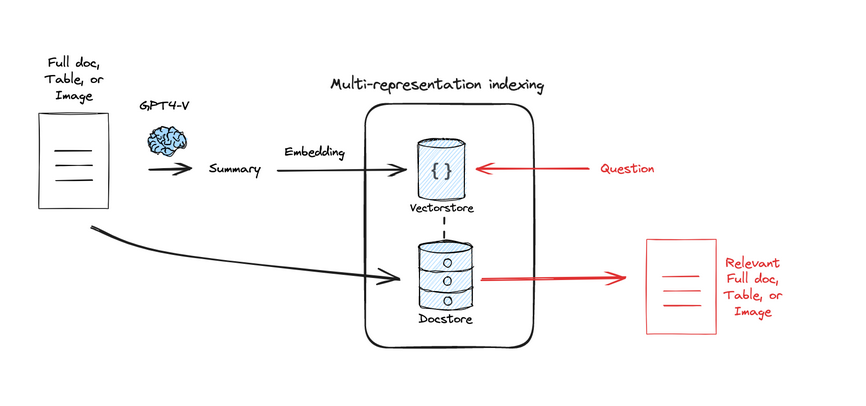 Full doc,
Table, or
Image
GPT4-V
Summary
Embedding
Multi-representation indexing
{ }
Vectorstore
Docstore
Question
Relevant
Full doc,
Table, or
Image